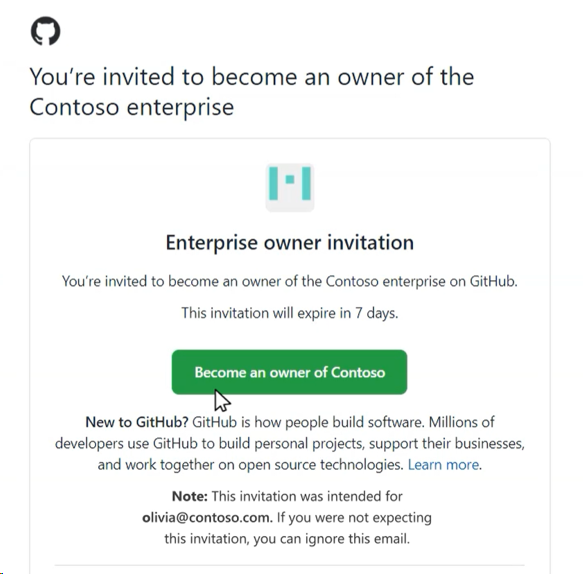 You’re invited to become an owner of the
Contoso enterprise
Enterprise owner invitation
You’re invited to become an owner of the Contoso enterprise on GitHub.
This invitation will expire in 7 days.
Become an owner of Contoso
New to GitHub? GitHub is how people build software. Millions of
developers use GitHub to build personal projects, support their businesses,
and work together on open source technologies. Learn more.
Note: This invitation was intended for
olivia@contoso.com. If you were not expecting
this invitation, you can ignore this email.